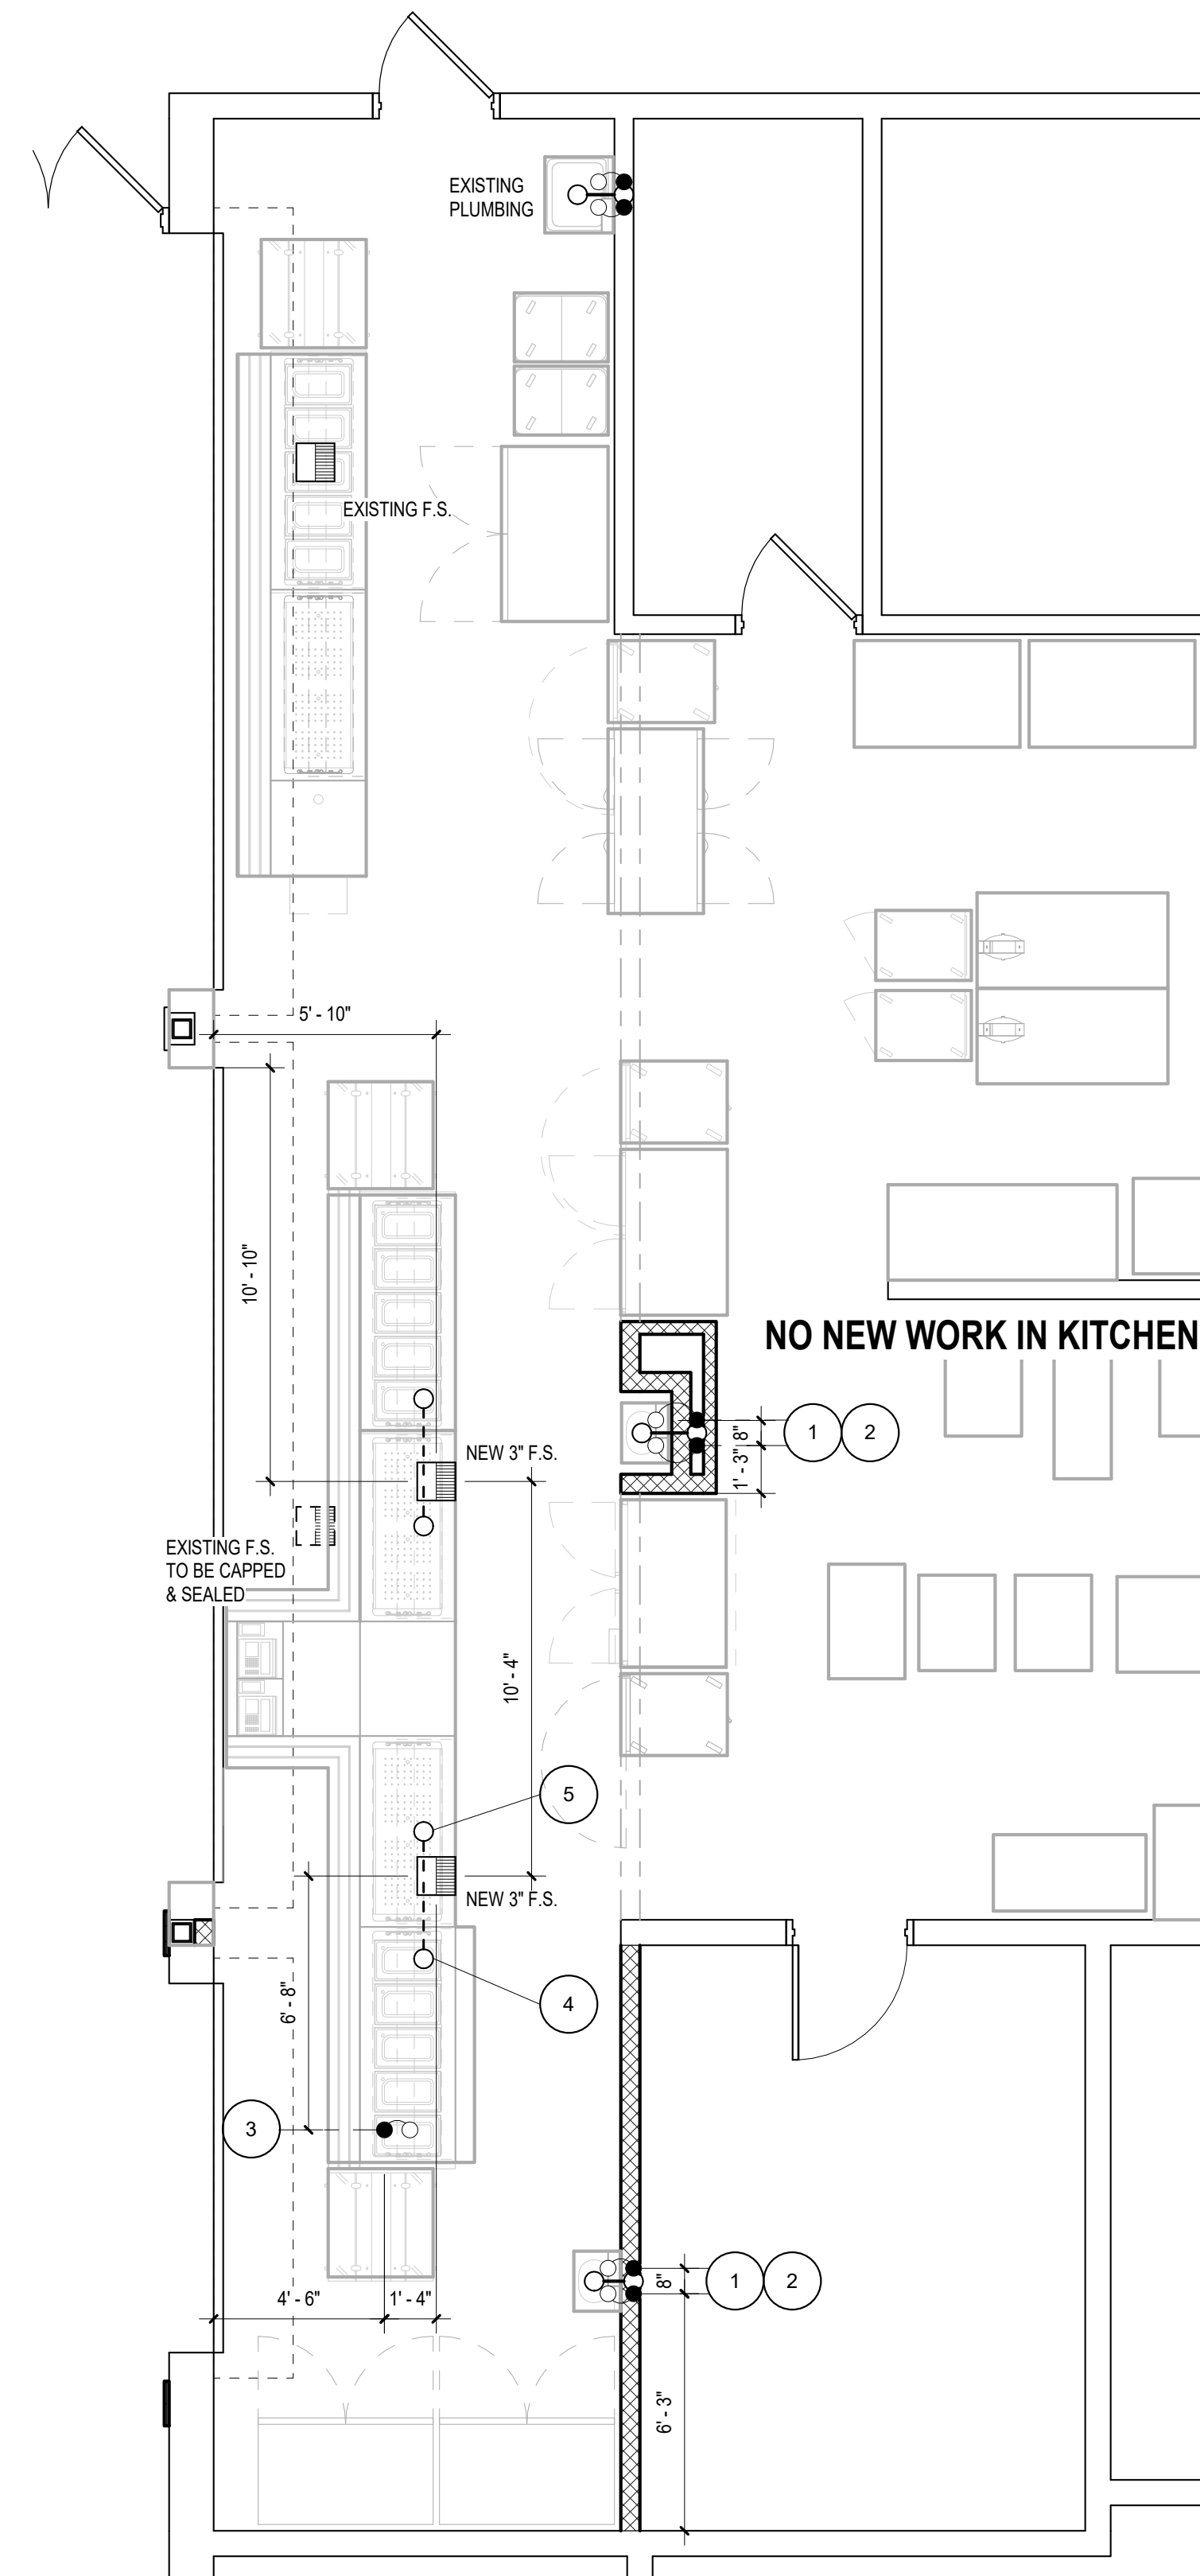 EXISTING
PLUMBING
EXISTING F.S.
5' - 10"
10' - 10"
NO NEW WORK IN KITCHEN
8"
1' - 3"
1
2
NEW 3" F.S.
EXISTING F.S.
TO BE CAPPED
& SEALED
10' - 4"
5
NEW 3" F.S.
6' - 8"
4
3
8"
1
2
4' - 6"
1' - 4"
6' - 3"